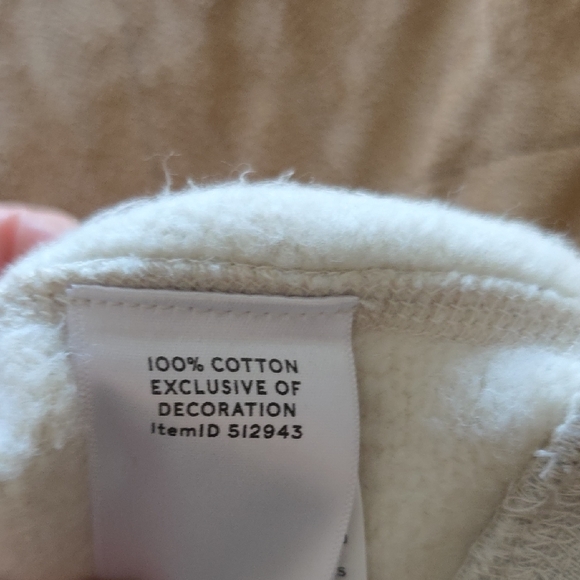 100% COTTON
EXCLUSIVE OF
DECORATION
ItemID 512943